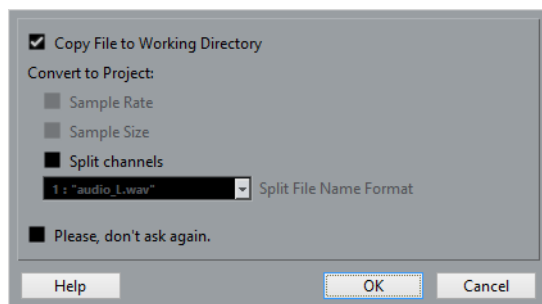 Copy File to Working Directory
Convert to Project:
Sample Rate
Sample Size
Split channels
1 : "audio_L.wav" Split File Name Format
Please, don't ask again.
Help OK Cancel